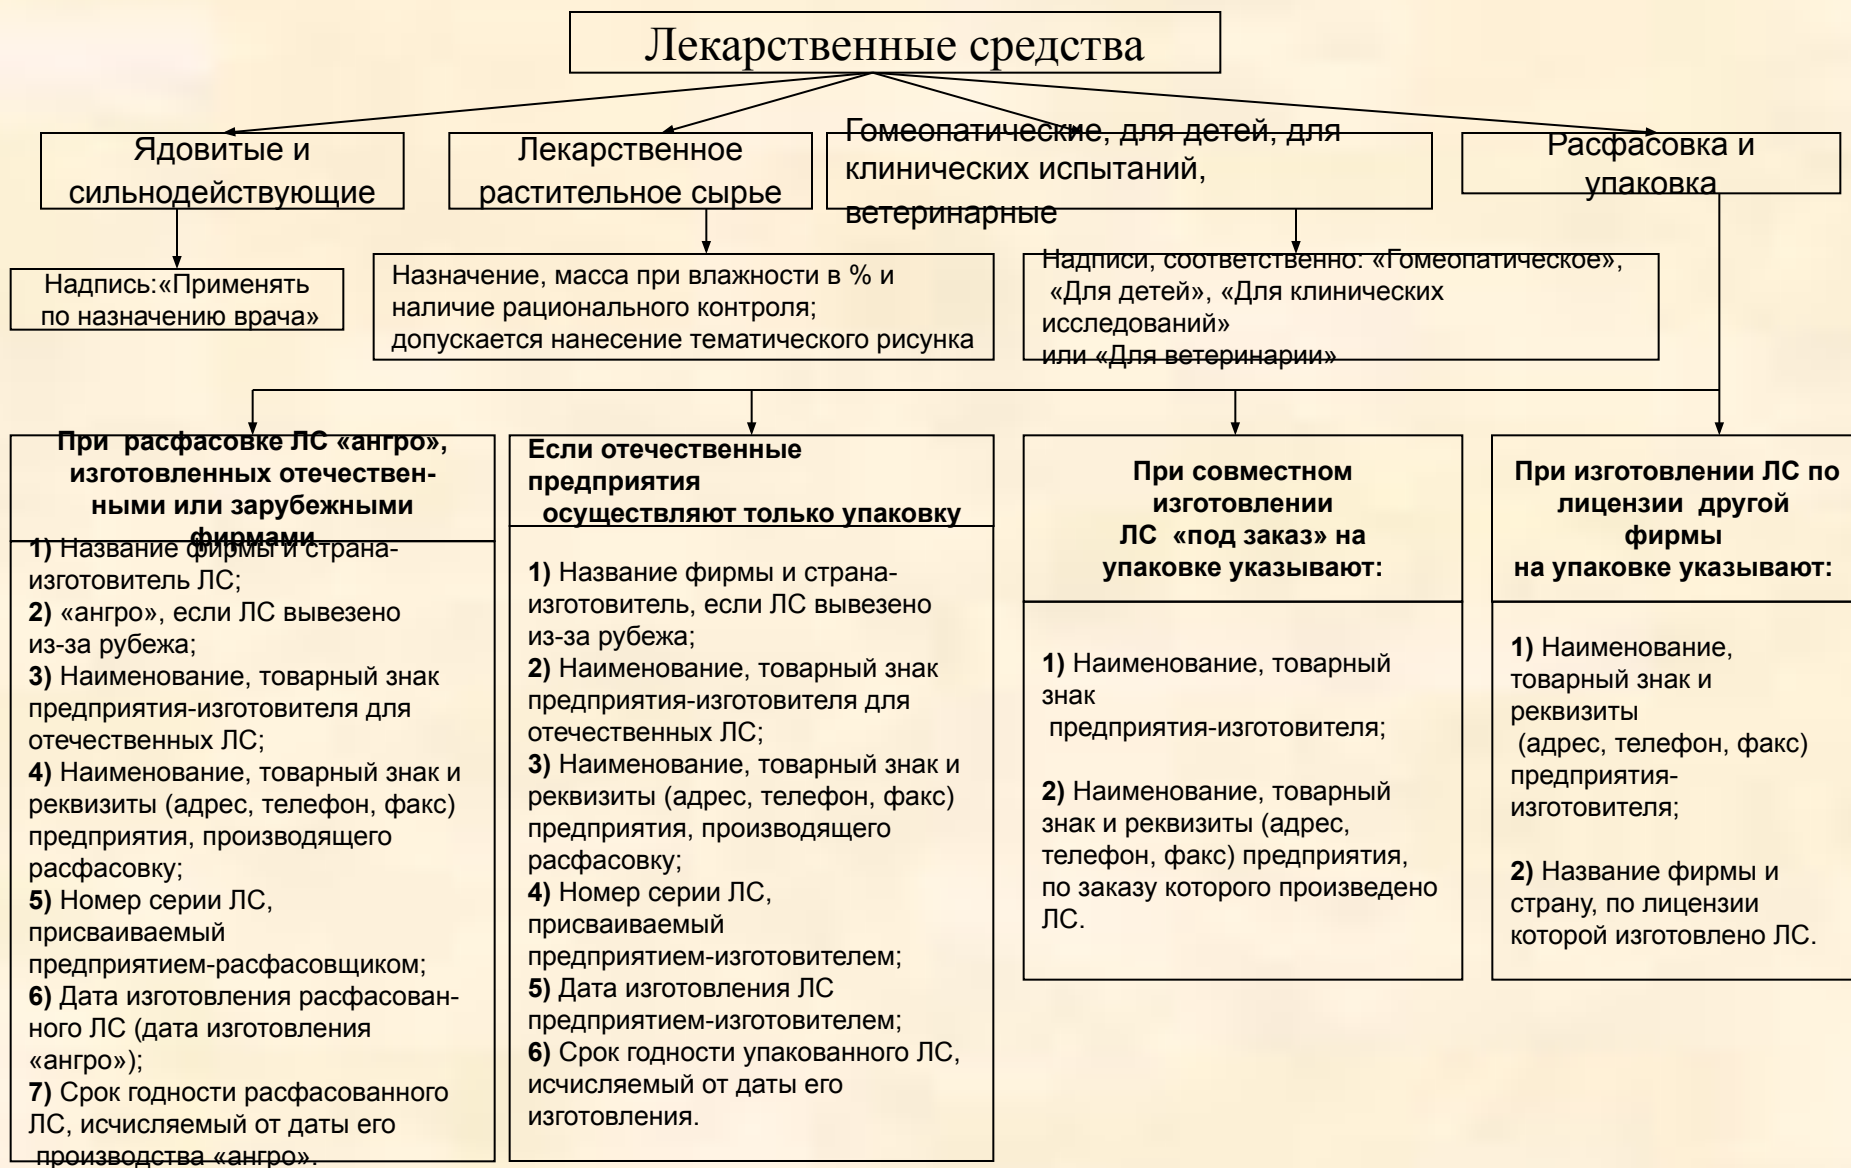 Лекарственные средства
Ядовитые и
сильнодействующие
Лекарственное
растительное сырье
Гомеопатические, для детей, для
клинических испытаний,
ветеринарные
Расфасовка и
упаковка
Надпись:«Применять
по назначению врача»
Назначение, масса при влажности в % и
наличие рационального контроля;
допускается нанесение тематического рисунка
Надписи, соответственно: «Гомеопатическое»,
«Для детей», «Для клинических
исследований»
или «Для ветеринарии»
При расфасовке ЛС «ангро»,
изготовленных отечествен-
ными или зарубежными
фирмами
1) Название фирмы и страна-
изготовитель ЛС;
2) «ангро», если ЛС вывезено
из-за рубежа;
3) Наименование, товарный знак
предприятия-изготовителя для
отечественных ЛС;
4) Наименование, товарный знак и
реквизиты (адрес, телефон, факс)
предприятия, производящего
расфасовку;
5) Номер серии ЛС,
присваиваемый
предприятием-расфасовщиком;
6) Дата изготовления расфасован-
ного ЛС (дата изготовления
«ангро»);
7) Срок годности расфасованного
ЛС, исчисляемый от даты его
производства «ангро».
Если отечественные
предприятия
осуществляют только упаковку
1) Название фирмы и страна-
изготовитель, если ЛС вывезено
из-за рубежа;
2) Наименование, товарный знак
предприятия-изготовителя для
отечественных ЛС;
3) Наименование, товарный знак и
реквизиты (адрес, телефон, факс)
предприятия, производящего
расфасовку;
4) Номер серии ЛС,
присваиваемый
предприятием-изготовителем;
5) Дата изготовления ЛС
предприятием-изготовителем;
6) Срок годности упакованного ЛС,
исчисляемый от даты его
изготовления.
При совместном
изготовлении
ЛС «под заказ» на
упаковке указывают:
1) Наименование, товарный
знак
предприятия-изготовителя;
2) Наименование, товарный
знак и реквизиты (адрес,
телефон, факс) предприятия,
по заказу которого произведено
ЛС.
При изготовлении ЛС по
лицензии другой
фирмы
на упаковке указывают:
1) Наименование,
товарный знак и
реквизиты
(адрес, телефон, факс)
предприятия-
изготовителя;
2) Название фирмы и
страну, по лицензии
которой изготовлено ЛС.